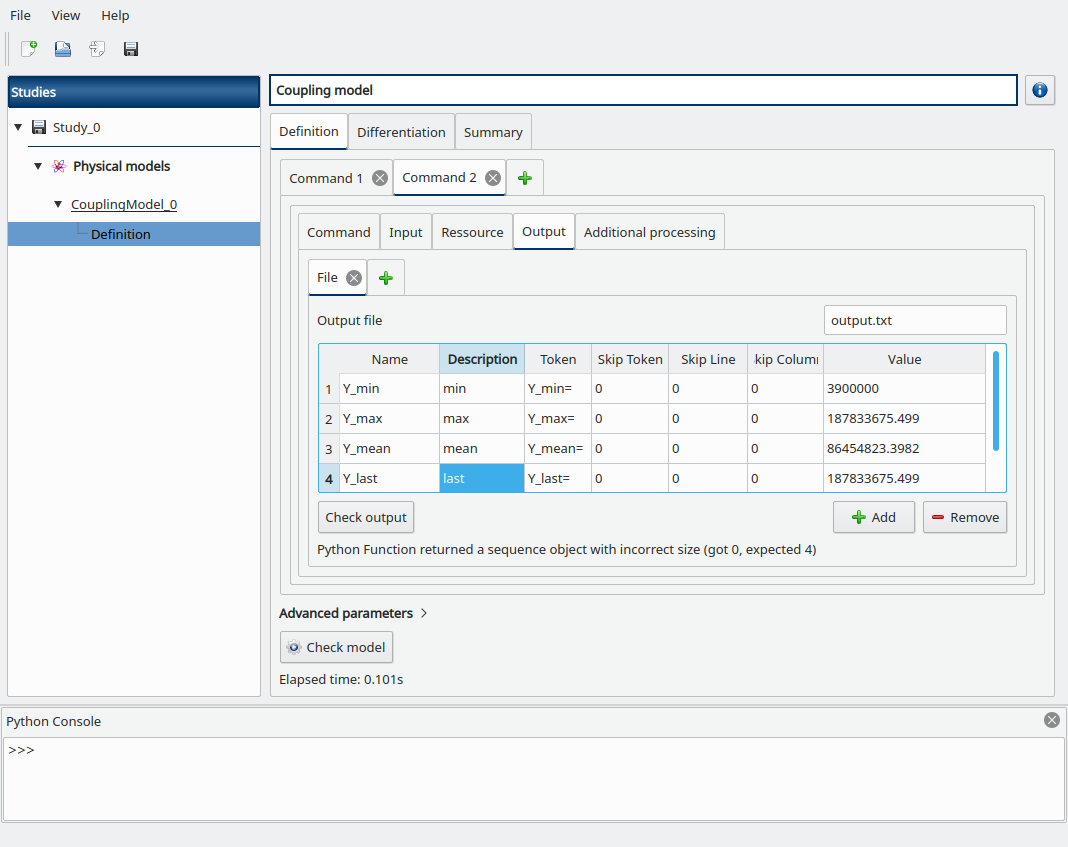 File View Help
Studies
Study_0
Physical models
CouplingModel_0
Definition
Coupling model
Definition Differentiation Summary
Command 1 Command 2
Command Input Ressource Output Additional processing
File
Output file output.txt
Name Description Token Skip Token Skip Line kip Colum
Value
1 Y_min min Y_min= 0 0 0 3900000
2 Y_max max Y_max= 0 0 0 187833675.499
3 Y_mean mean Y_mean= 0 0 0 86454823.3982
4 Y_last last Y_last= 0 0 0 187833675.499
Check output Add Remove
Python Function returned a sequence object with incorrect size (got 0, expected 4)
Advanced parameters
Check model
Elapsed time: 0.101s
Python Console
>>>